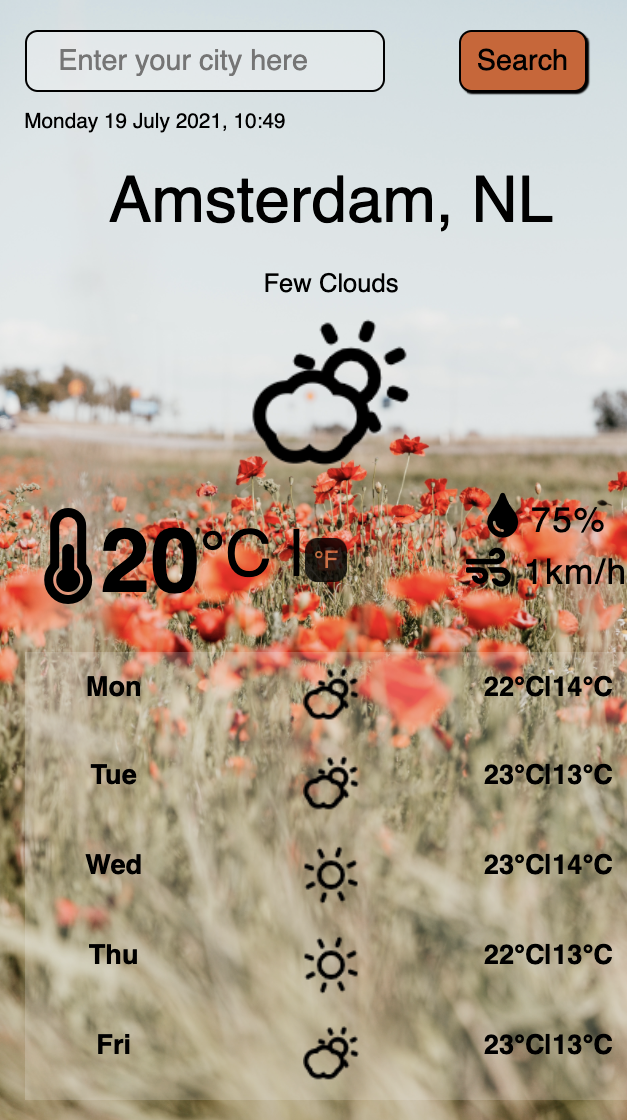 Enter your city here
Search
Monday 19 July 2021, 10:49
Amsterdam, NL
Few Clouds
20°C | °F
75%
1km/h
Mon 22°C|14°C
Tue 23°C|13°C
Wed 23°C|14°C
Thu 22°C|13°C
Fri 23°C|13°C